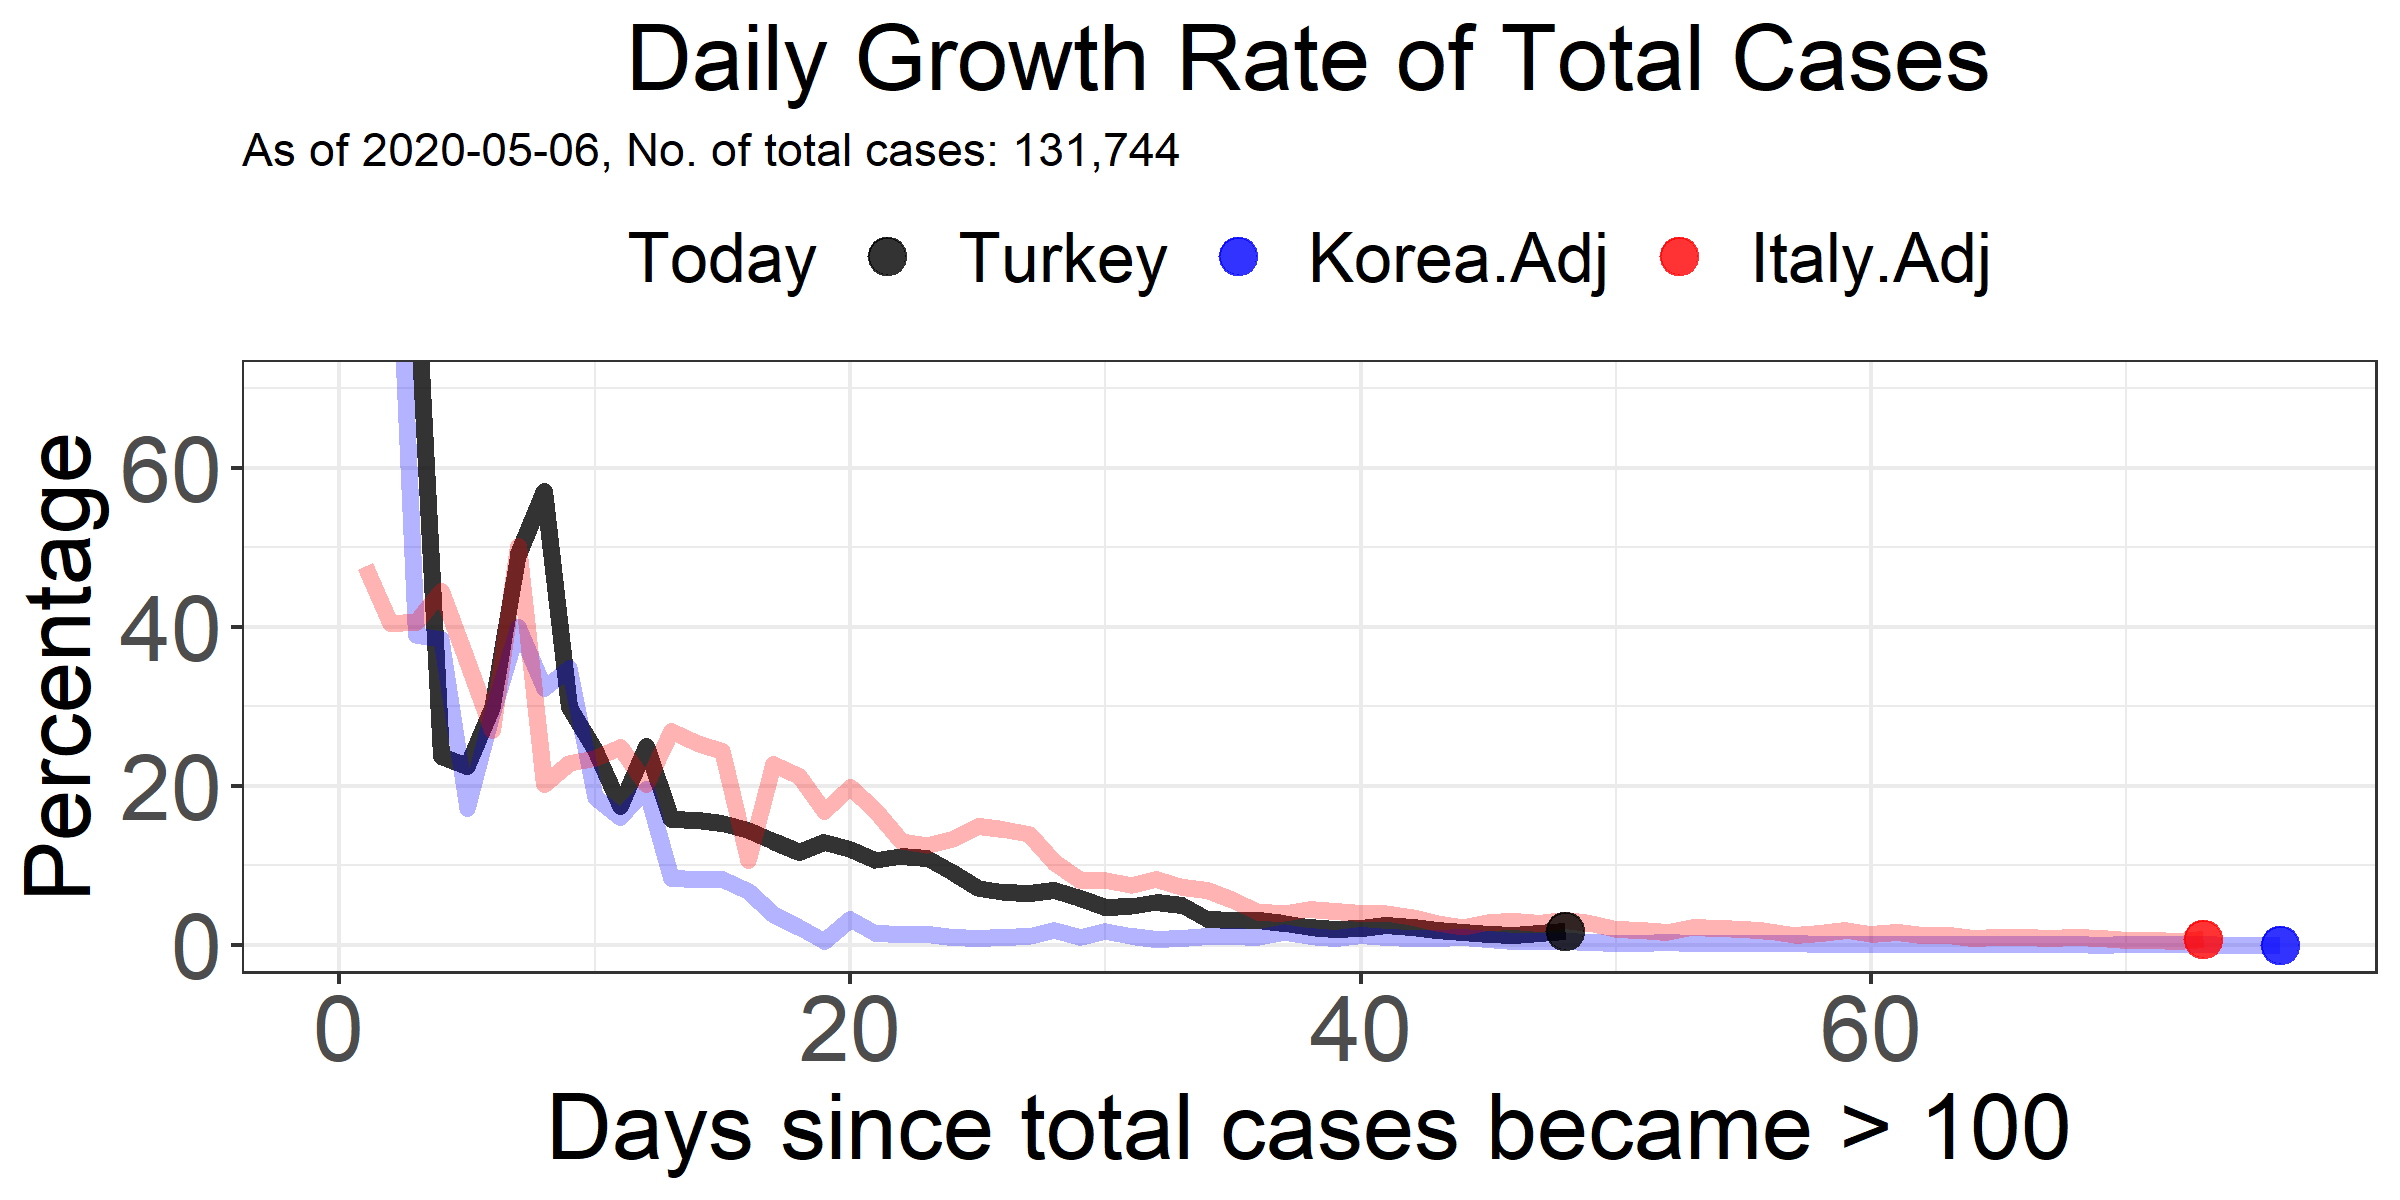 Daily Growth Rate of Total Cases
As of 2020-05-06, No. of total cases: 131,744
Today Turkey Korea.Adj Italy.Adj
Percentage
60
40
20
0
0 20 40 60
Days since total cases became > 100